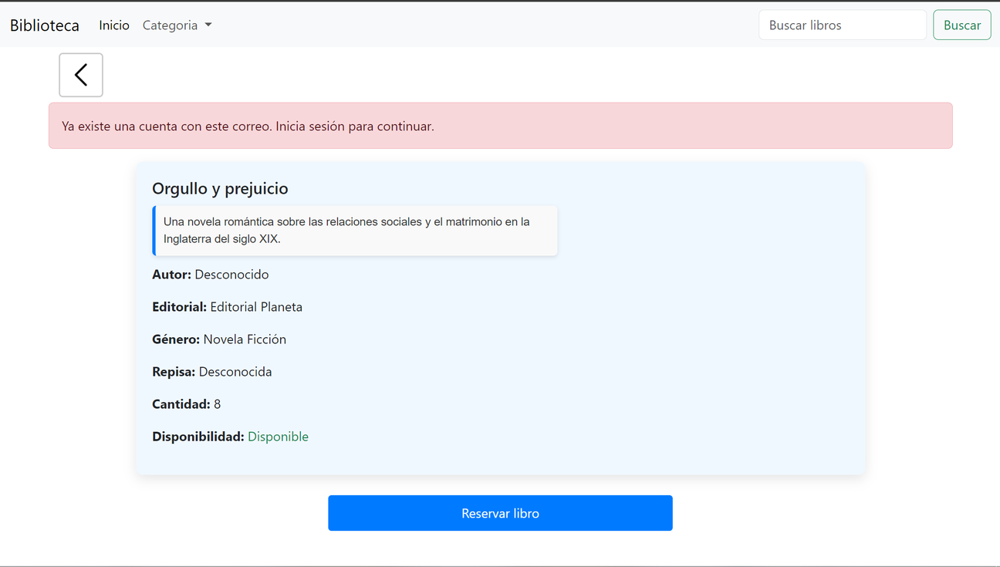 Biblioteca Inicio Categoria Buscar libros Buscar
Ya existe una cuenta con este correo. Inicia sesión para continuar.
Orgullo y prejuicio
Una novela romántica sobre las relaciones sociales y el matrimonio en la
Inglaterra del siglo XIX.
Autor: Desconocido
Editorial: Editorial Planeta
Género: Novela Ficción
Repisa: Desconocida
Cantidad: 8
Disponibilidad: Disponible
Reservar libro